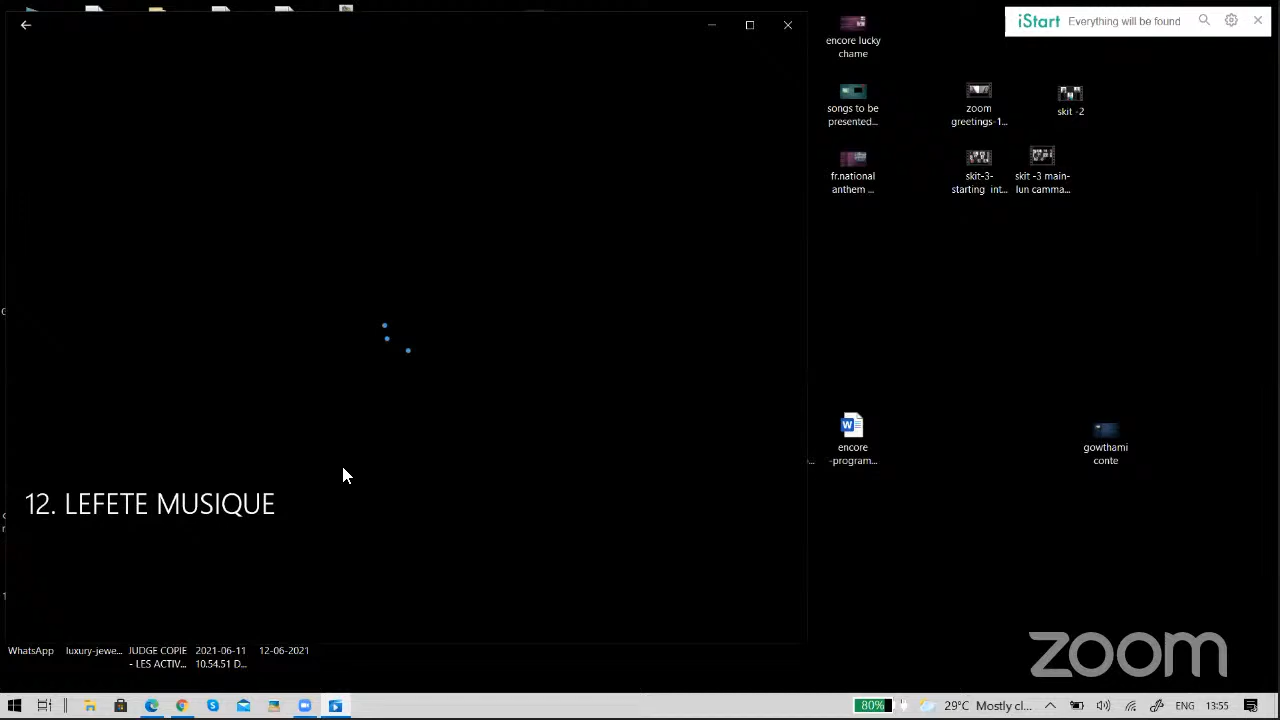 iStart Everything will be found
encore lucky
chame
songs to be
presented...
zoom
greetings-1...
skit -2
fr.national
anthem ...
skit-3-
starting int...
skit -3 main-
lun camma...
encore
-program...
gowthami
conte
12. LEFETE MUSIQUE
WhatsApp
luxury-jewe...
JUDGE COPIE
- LES ACTIV...
2021-06-11
10.54.51 D...
12-06-2021
zoom
80%
29°C Mostly cl...
ENG
13:55